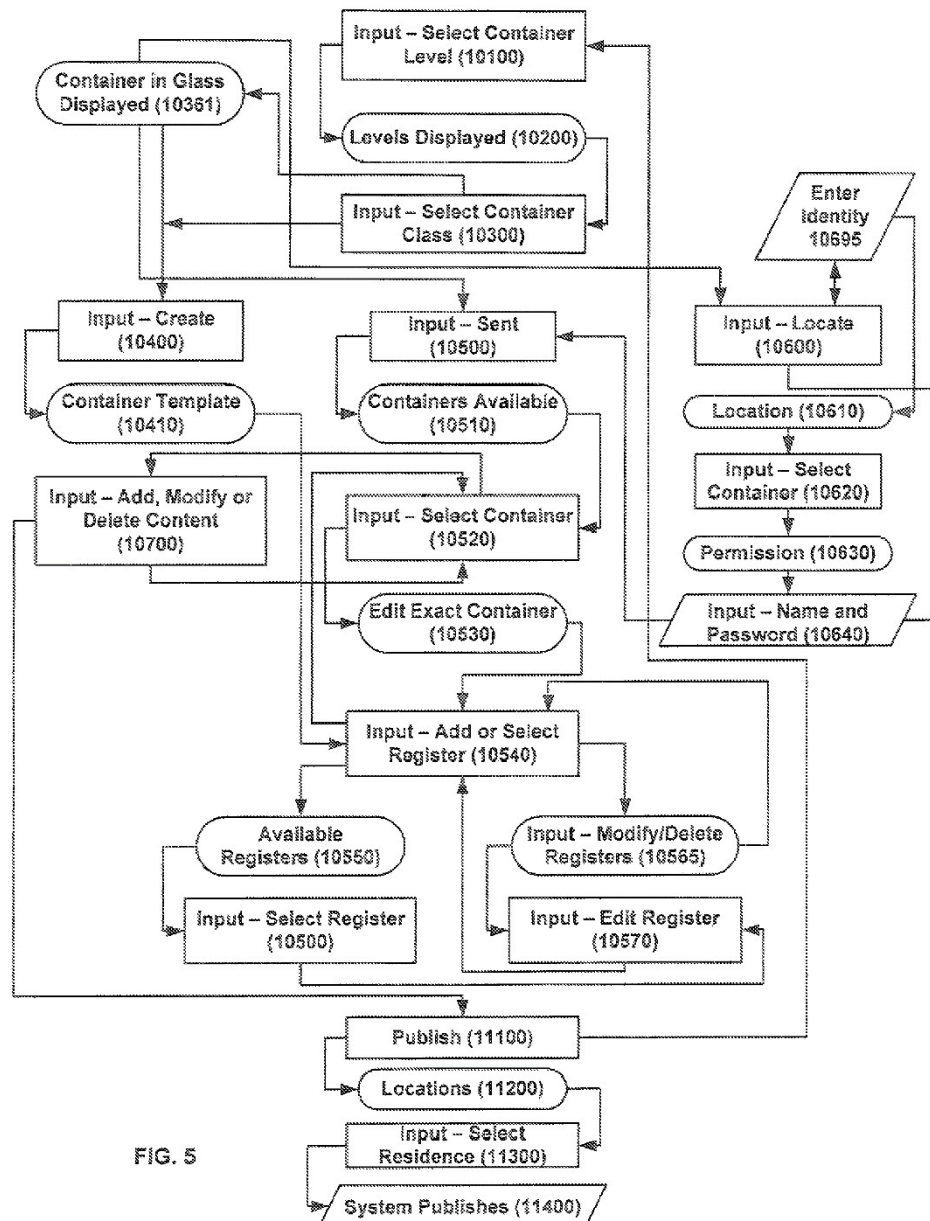 Input – Select Container
Level (10100)
Container in Glass
Displayed (10361)
Levels Displayed (10200)
Input – Select Container
Class (10300)
Enter
Identity
10695
Input – Create
(10400)
Input – Sent
(10500)
Input – Locate
(10600)
Container Template
(10410)
Containers Available
(10510)
Location (10610)
Input – Select
Container (10620)
Input – Add, Modify or
Delete Content
(10700)
Input – Select Container
(10520)
Permission (10630)
Edit Exact Container
(10530)
Input – Name and
Password (10640)
Input – Add or Select
Register (10540)
Available
Registers (10550)
Input – Modify/Delete
Registers (10565)
Input – Select Register
(10500)
Input – Edit Register
(10570)
Publish (11100)
Locations (11200)
Input – Select
Residence (11300)
System Publishes (11400)
FIG. 5